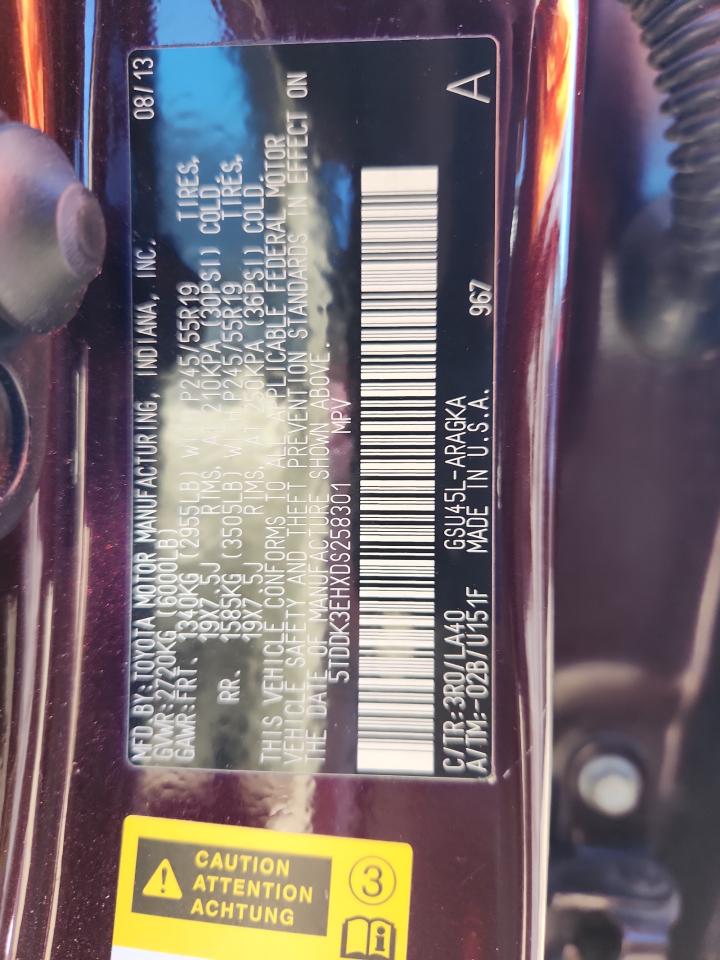 MFD.BY:TOYOTA MOTOR MANUFACTURING, INDIANA, INC. 08/13
GVWR:2720KG (6000LB)
GAWR:FRT. 1340KG (2955LB) WITH P245/55R19 TIRES,
19X7.5J RIMS, AT 210KPA (30PSI) COLD.
RR. 1585KG (3505LB) WITH P245/55R19 TIRES,
19X7.5J RIMS, AT 250KPA (36PSI) COLD.
THIS VEHICLE CONFORMS TO ALL APPLICABLE FEDERAL MOTOR
VEHICLE SAFETY AND THEFT PREVENTION STANDARDS IN EFFECT ON
THE DATE OF MANUFACTURE SHOWN ABOVE.
5TDDK3EHXDS258301 MPV
C/TR:3R0/LA40 GSU45L-ARAGKA 967 A
A/TM:-02B/U151F MADE IN U.S.A.
CAUTION
ATTENTION
ACHTUNG
3